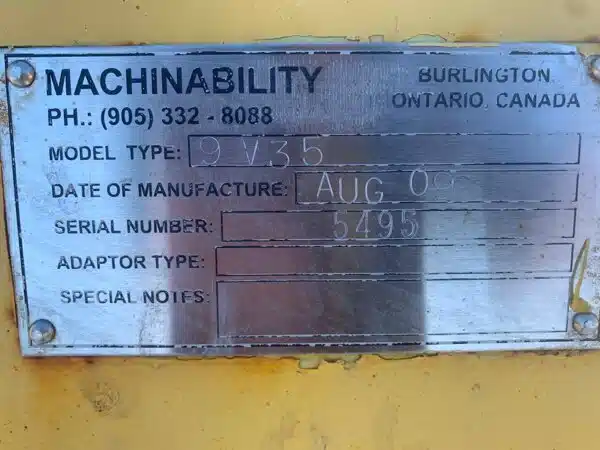 MACHINABILITY
BURLINGTON
ONTARIO, CANADA
PH.: (905) 332 - 8088
MODEL TYPE: 9 V35
DATE OF MANUFACTURE: AUG
SERIAL NUMBER: 5495
ADAPTOR TYPE:
SPECIAL NOTES: